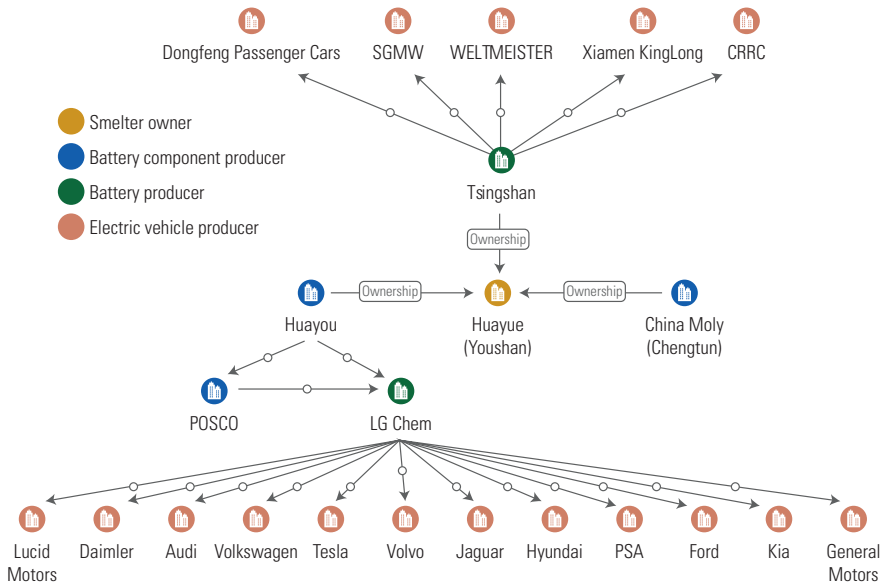 Dongfeng Passenger Cars
SGMW
WELTMEISTER
Xiamen KingLong
CRRC
Smelter owner
Battery component producer
Battery producer
Electric vehicle producer
Tsingshan
Ownership
Ownership
Ownership
Huayou
Huayue
(Youshan)
China Moly
(Chengtun)
POSCO
LG Chem
Lucid
Motors
Daimler
Audi
Volkswagen
Tesla
Volvo
Jaguar
Hyundai
PSA
Ford
Kia
General
Motors